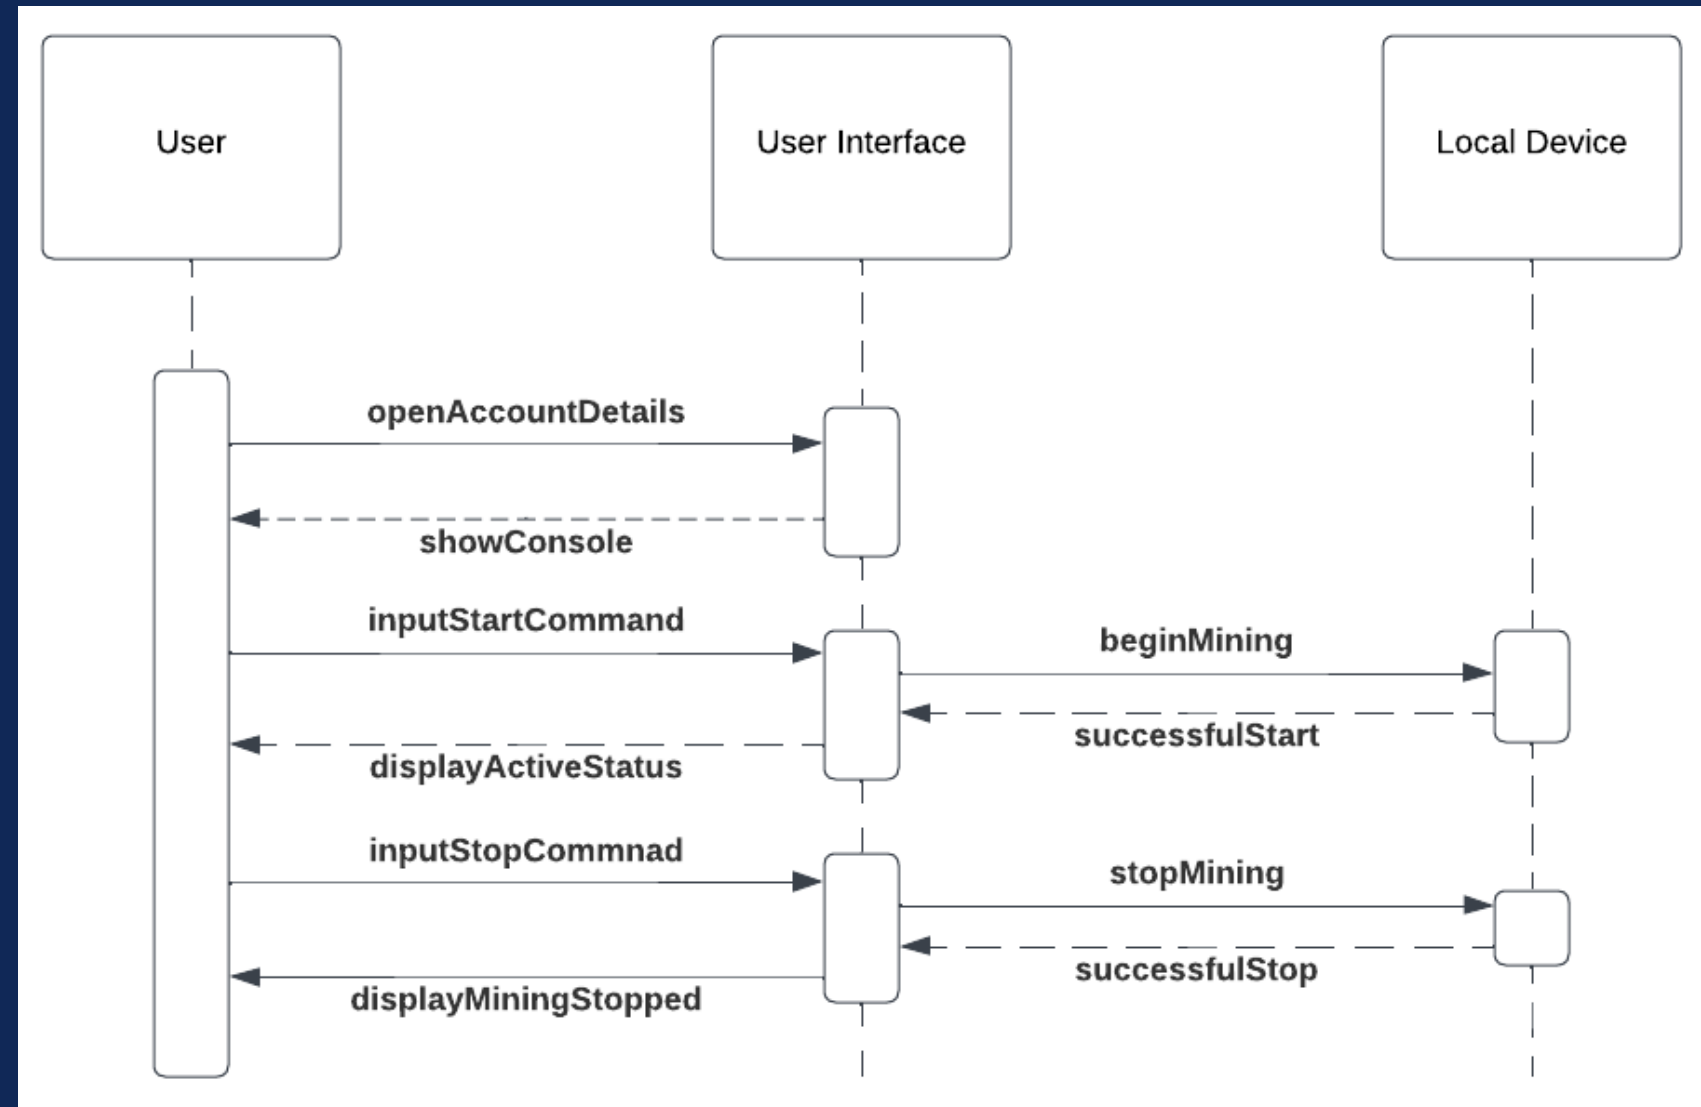 User
User Interface
Local Device
openAccountDetails
showConsole
inputStartCommand
beginMining
successfulStart
displayActiveStatus
inputStopCommnad
stopMining
successfulStop
displayMiningStopped